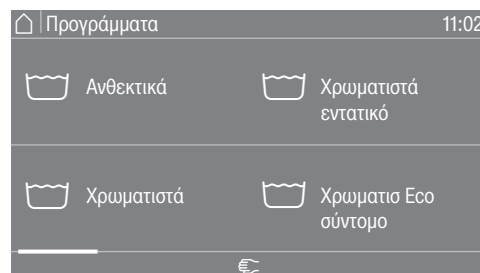 Προγράμματα 11:02
Ανθεκτικά
Χρωματιστά
εντατικό
Χρωματιστά
Χρωματισ Eco
σύντομο